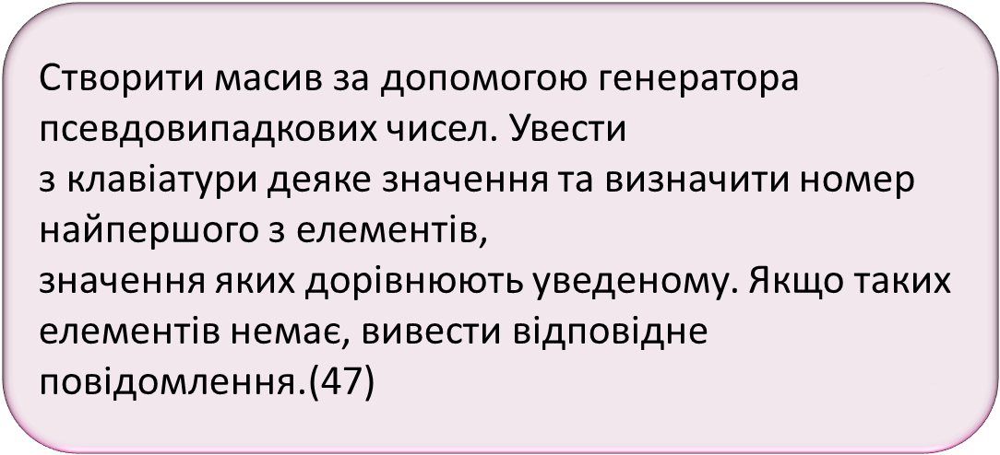 Створити масив за допомогою генератора
псевдовипадкових чисел. Увести
з клавіатури деяке значення та визначити номер
найпершого з елементів,
значення яких дорівнюють уведеному. Якщо таких
елементів немає, вивести відповідне
повідомлення.(47)